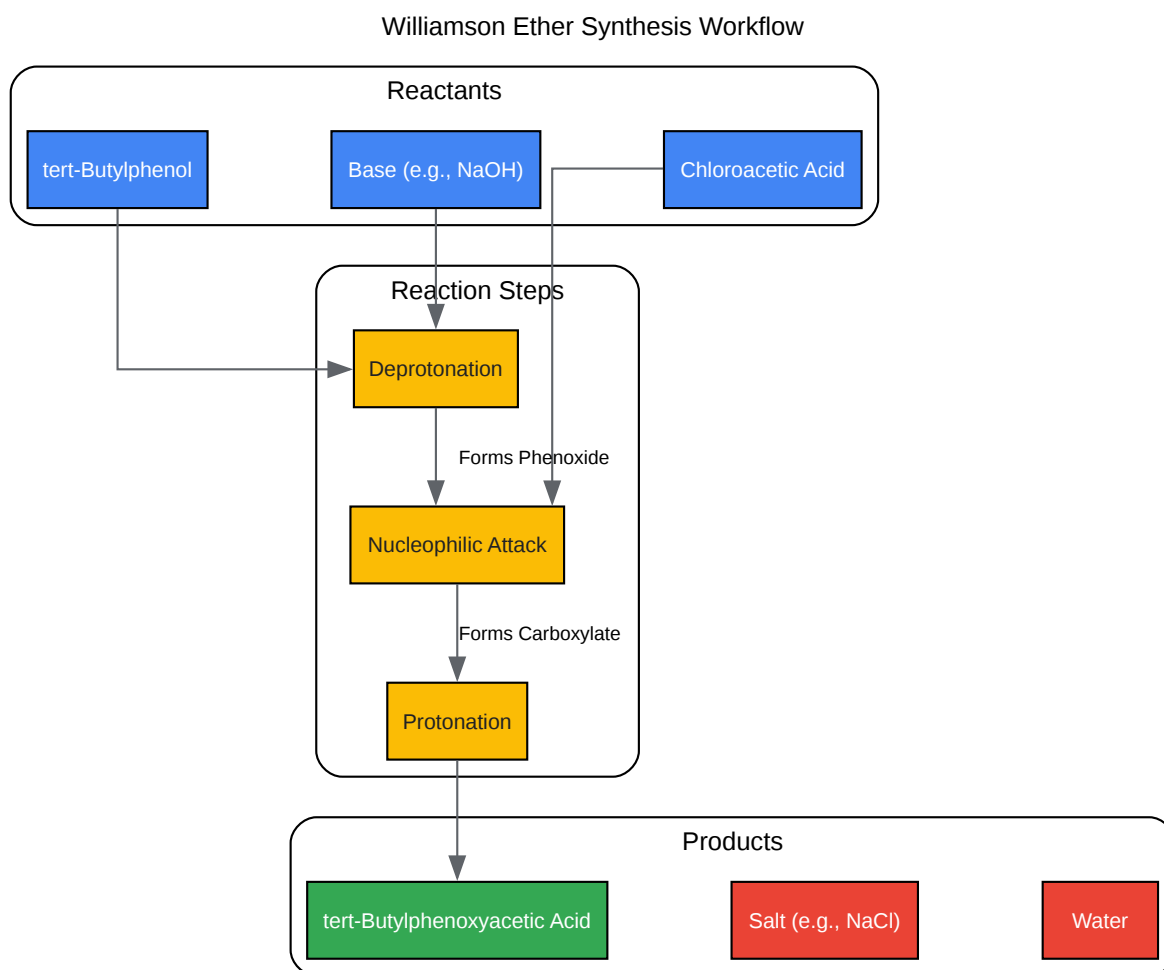 Williamson Ether Synthesis Workflow
Reactants
tert-Butylphenol
Base (e.g., NaOH)
Chloroacetic Acid
Reaction Steps
Deprotonation
Forms Phenoxide
Nucleophilic Attack
Forms Carboxylate
Protonation
Products
tert-Butylphenoxyacetic Acid
Salt (e.g., NaCl)
Water